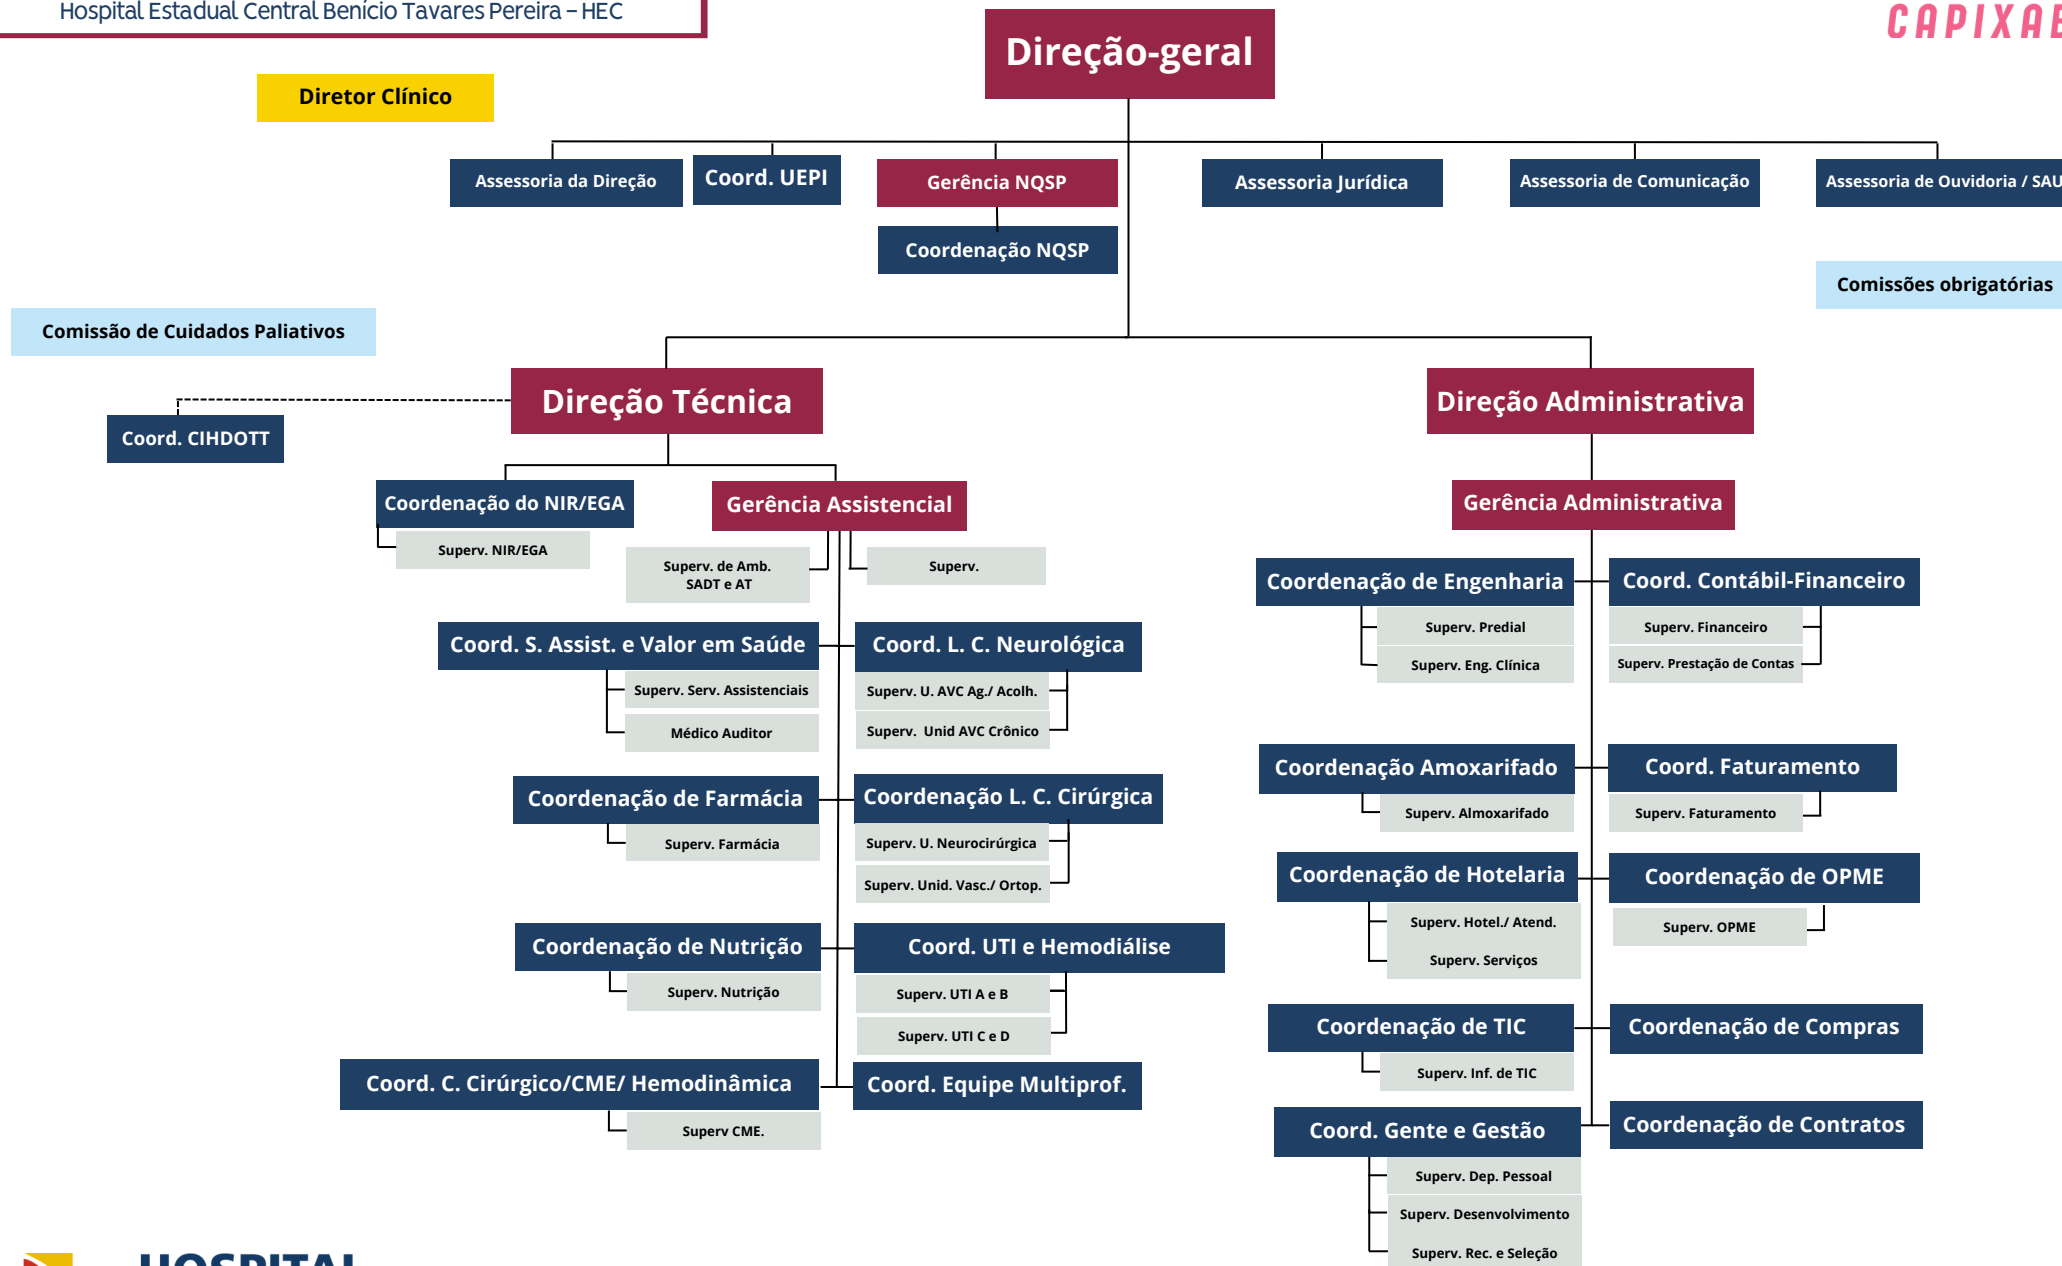 Hospital Estadual Central Benício Tavares Pereira – HEC
Direção-geral
Diretor Clínico
Assessoria da Direção
Coord. UEPI
Gerência NQSP
Assessoria Jurídica
Assessoria de Comunicação
Assessoria de Ouvidoria / SAU
Coordenação NQSP
Comissões obrigatórias
Comissão de Cuidados Paliativos
Direção Técnica
Direção Administrativa
Coord. CIHDOTT
Coordenação do NIR/EGA
Gerência Assistencial
Gerência Administrativa
Superv. NIR/EGA
Superv. de Amb.
SADT e AT
Superv.
Coordenação de Engenharia
Coord. Contábil-Financeiro
Superv. Predial
Superv. Financeiro
Superv. Eng. Clínica
Superv. Prestação de Contas
Coord. S. Assist. e Valor em Saúde
Coord. L. C. Neurológica
Superv. Serv. Assistenciais
Superv. U. AVC Ag./ Acolh.
Médico Auditor
Superv. Unid AVC Crônico
Coordenação Amoxarifado
Coord. Faturamento
Superv. Almoxarifado
Superv. Faturamento
Coordenação de Farmácia
Coordenação L. C. Cirúrgica
Superv. Farmácia
Superv. U. Neurocirúrgica
Superv. Unid. Vasc./ Ortop.
Coordenação de Hotelaria
Coordenação de OPME
Superv. Hotel./ Atend.
Superv. OPME
Superv. Serviços
Coordenação de Nutrição
Coord. UTI e Hemodiálise
Superv. Nutrição
Superv. UTI A e B
Superv. UTI C e D
Coordenação de TIC
Coordenação de Compras
Superv. Inf. de TIC
Coord. C. Cirúrgico/CME/ Hemodinâmica
Coord. Equipe Multiprof.
Superv CME.
Coord. Gente e Gestão
Coordenação de Contratos
Superv. Dep. Pessoal
Superv. Desenvolvimento
Superv. Rec. e Seleção
HOSPITAL